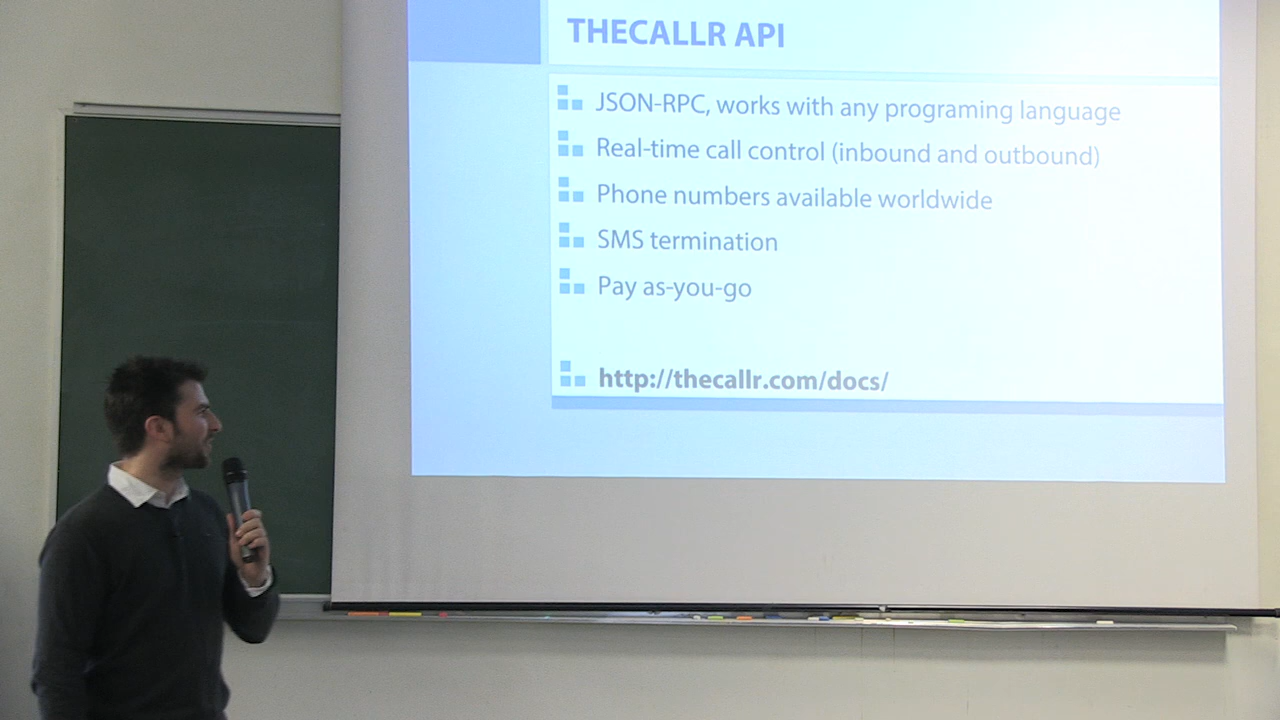 THECALLR API
JSON-RPC, works with any programing language
Real-time call control (inbound and outbound)
Phone numbers available worldwide
SMS termination
Pay as-you-go
http://thecallr.com/docs/